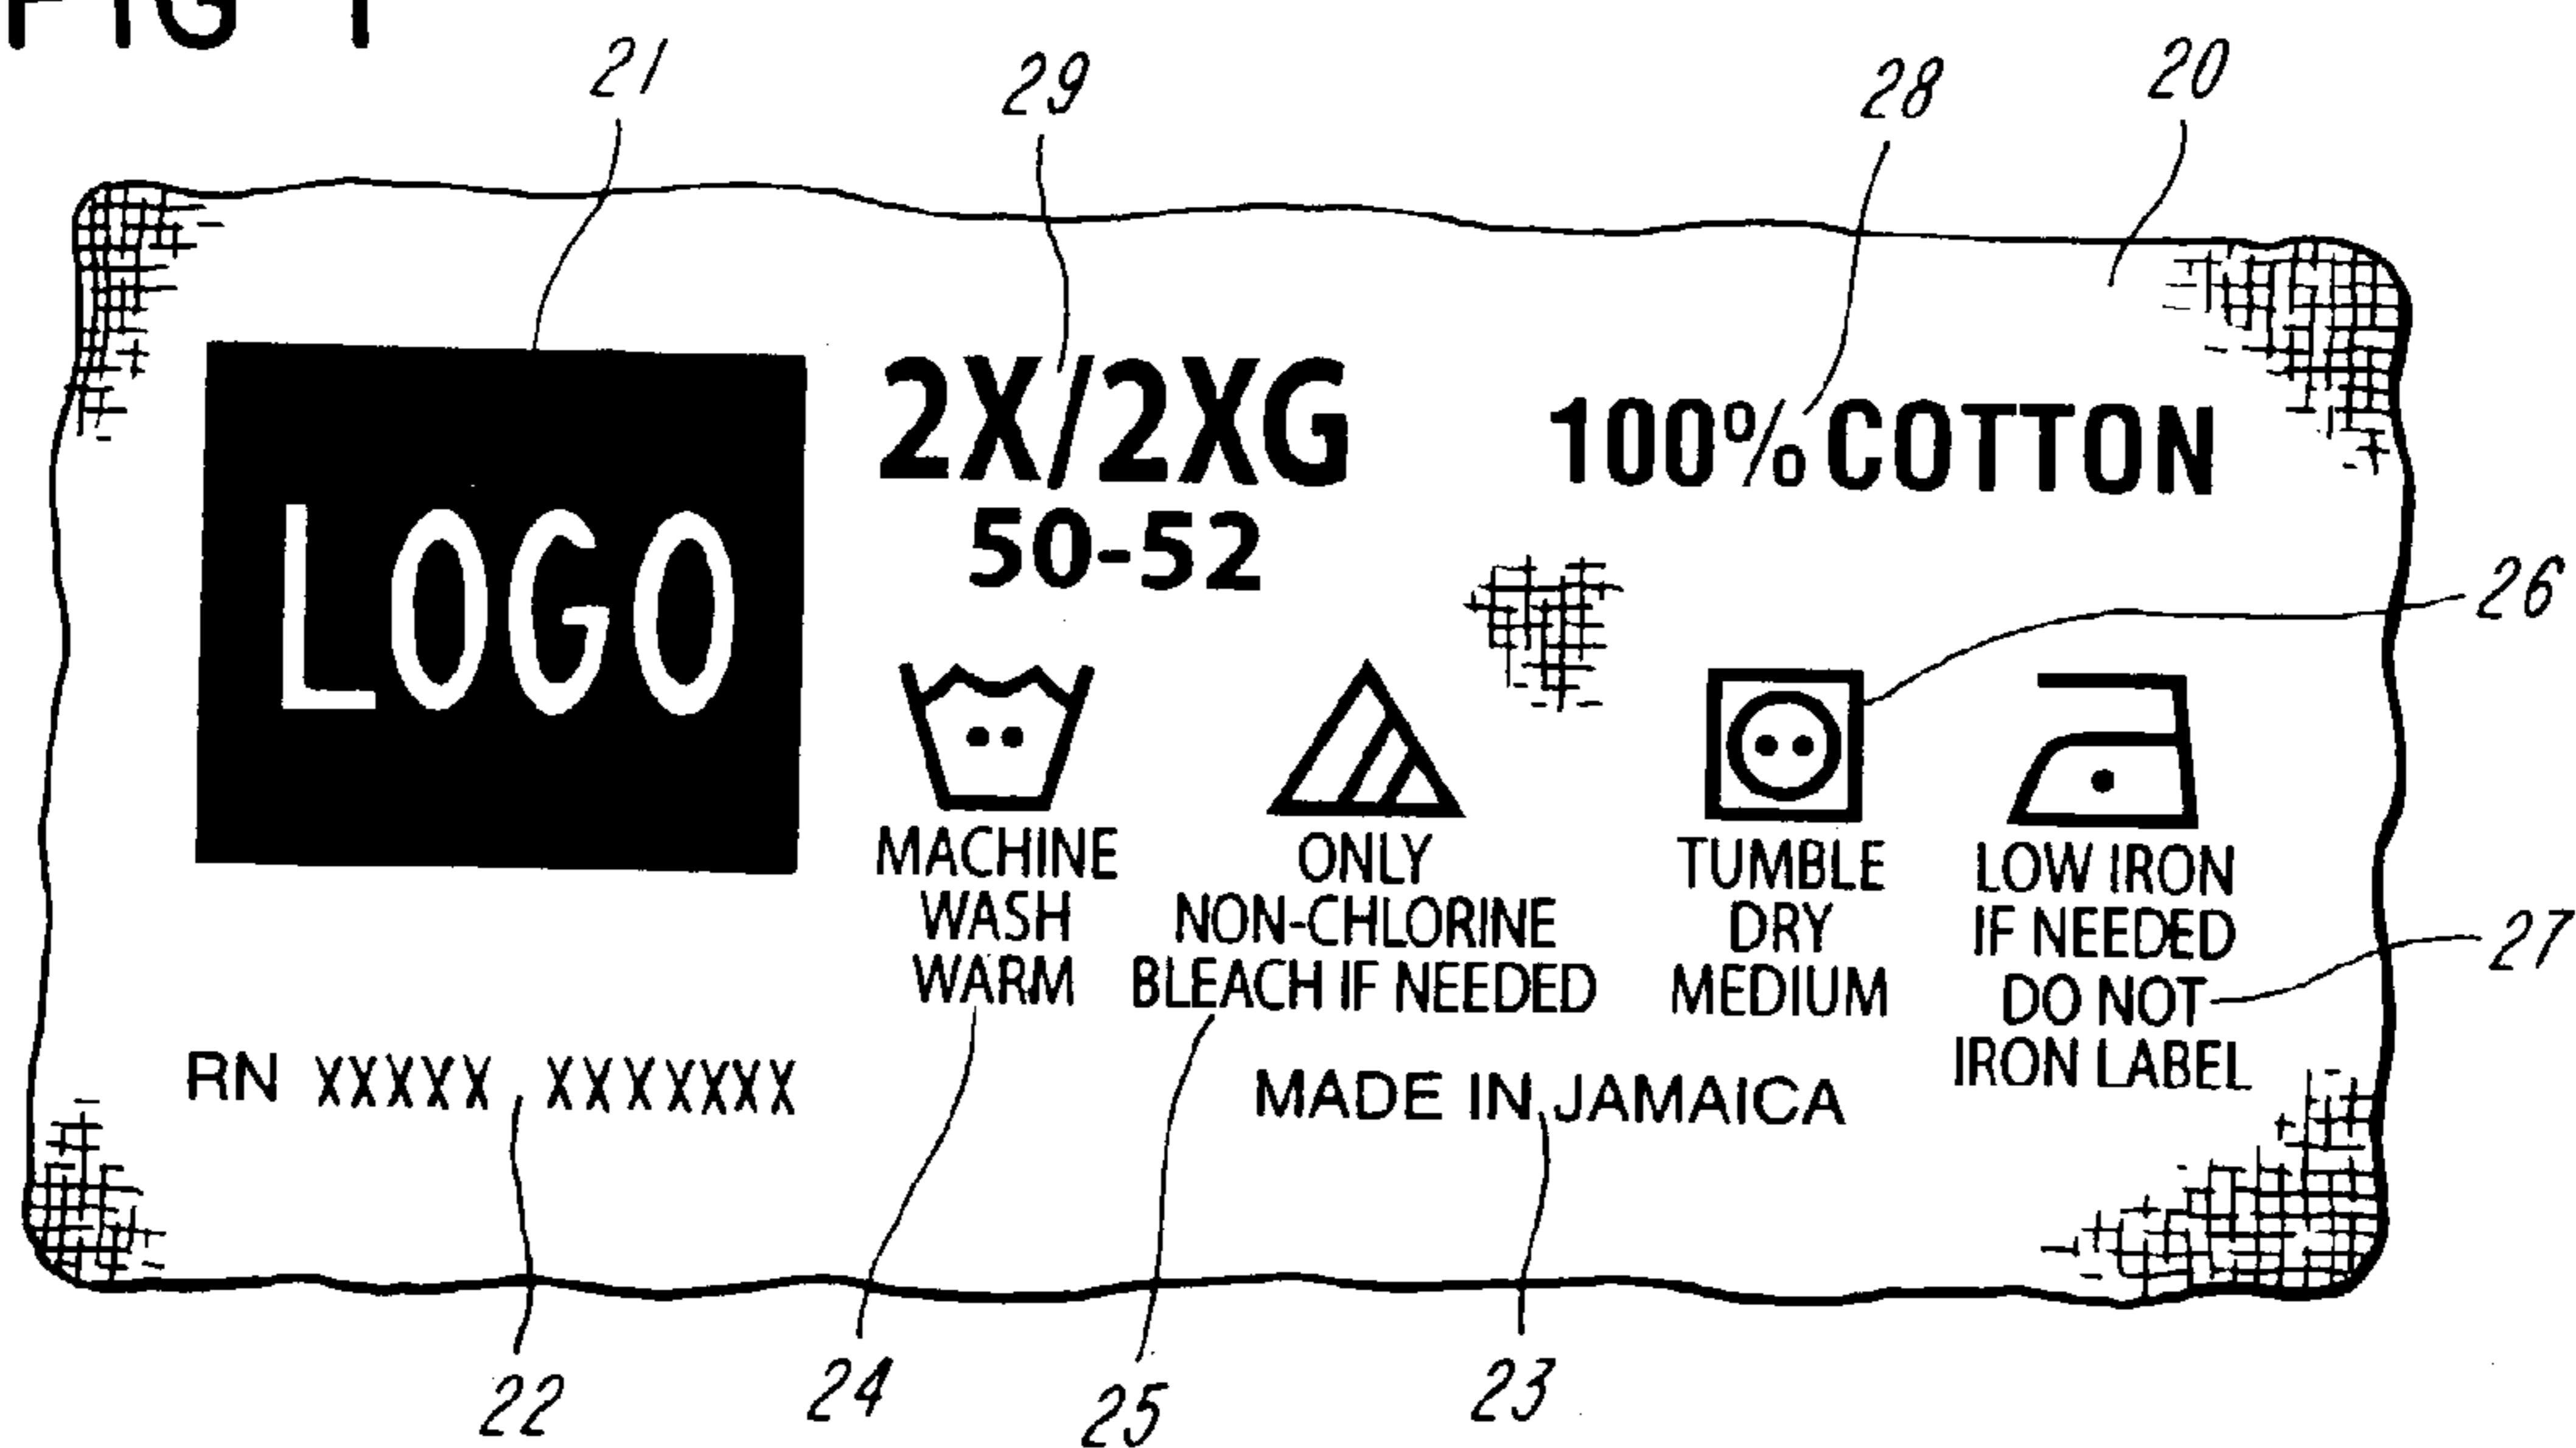 FIG 1
21
29
28
20
LOGO
2X/2XG
50-52
100% COTTON
26
MACHINE
WASH
WARM
ONLY
NON-CHLORINE
BLEACH IF NEEDED
TUMBLE
DRY
MEDIUM
LOW IRON
IF NEEDED
DO NOT
IRON LABEL
27
RN XXXXX XXXXXXX
MADE IN JAMAICA
22
24
25
23